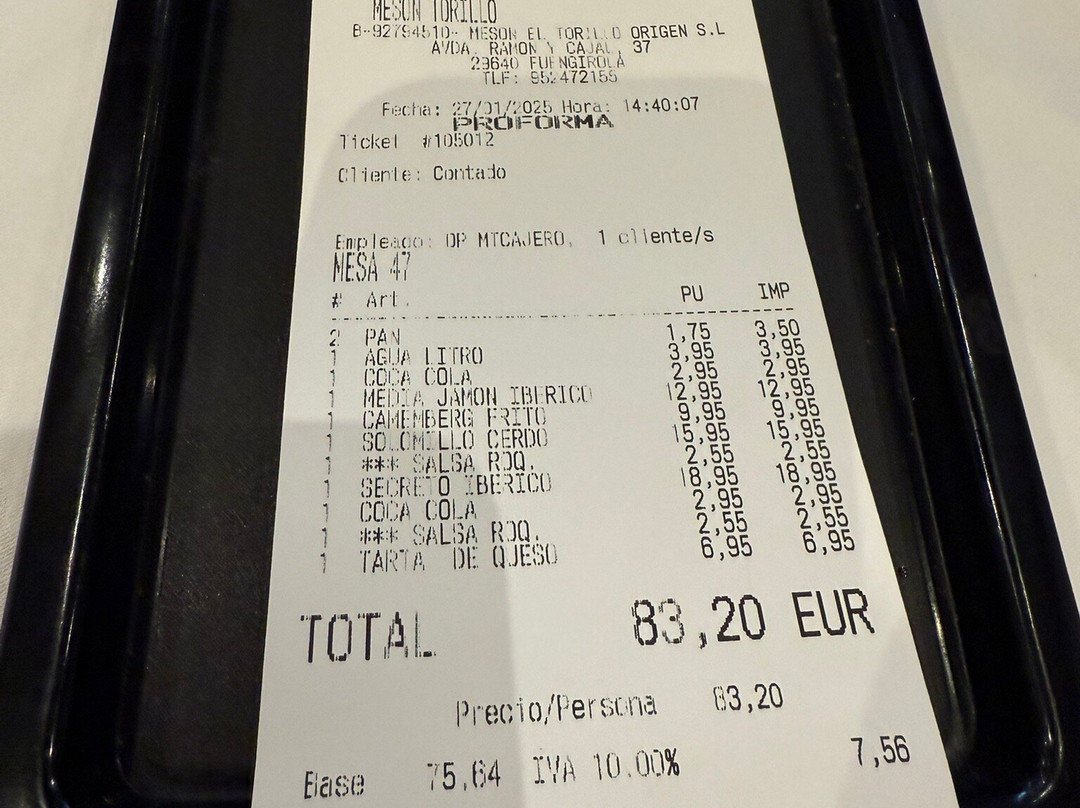 MESON TORILLO
B-92794510- MESON EL TORILLO ORIGEN S.L
AVDA. RAMON Y CAJAL, 37
29640 FUENGIROLA
TLF: 952472155
Fecha: 27/01/2025 Hora: 14:40:07
PROFORMA
Ticket #105012
Cliente: Contado
Empleado: OP MTCAJERO, 1 cliente/s
MESA 47
# Art. PU IMP
2 PAN 1,75 3,50
1 AGUA LITRO 3,95 3,95
1 COCA COLA 2,95 2,95
1 MEDIA JAMON IBERICO 12,95 12,95
1 CAMEMBERG FRITO 9,95 9,95
1 SOLOMILLO CERDO 15,95 15,95
1 *** SALSA ROQ. 2,55 2,55
1 SECRETO IBERICO 18,95 18,95
1 COCA COLA 2,95 2,95
1 *** SALSA ROQ. 2,55 2,55
1 TARTA DE QUESO 6,95 6,95
TOTAL 83,20 EUR
Precio/Persona 83,20
Base 75,64 IVA 10.00% 7,56